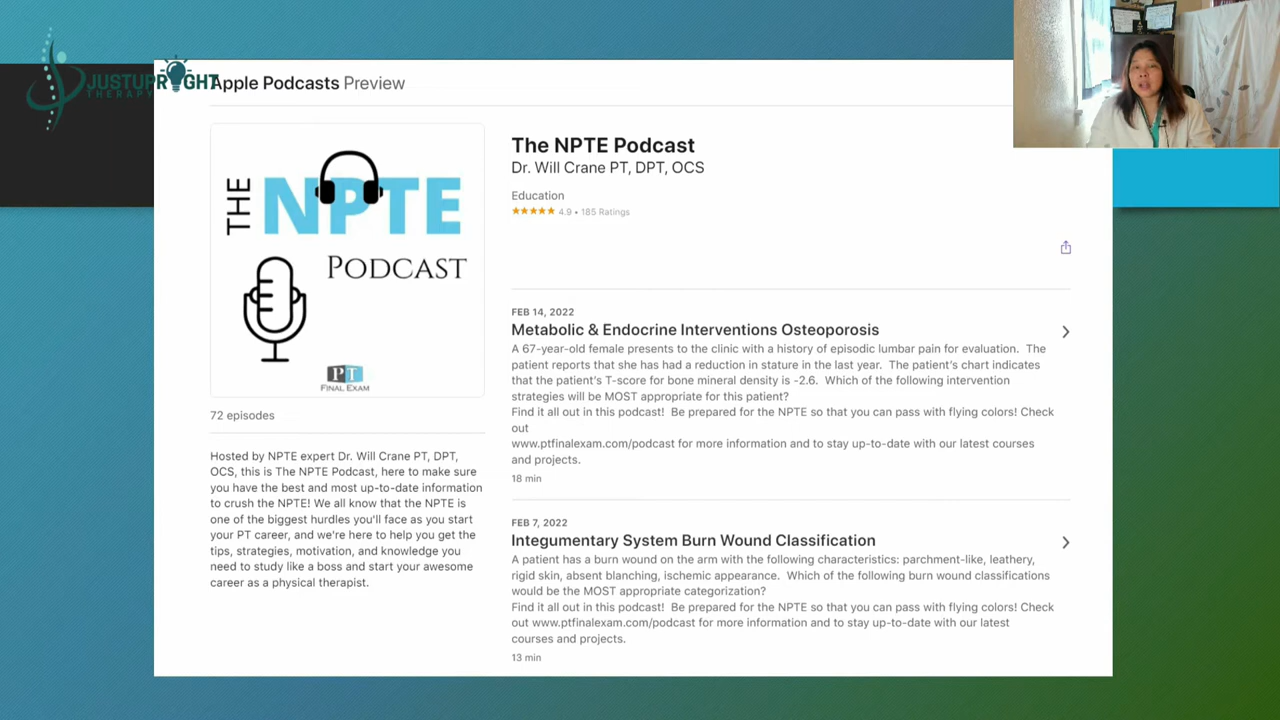 JUSTUPRIGHT
THERAPY
Apple Podcasts Preview
THE NPTE
PODCAST
PT
FINAL EXAM
72 episodes
Hosted by NPTE expert Dr. Will Crane PT, DPT,
OCS, this is The NPTE Podcast, here to make sure
you have the best and most up-to-date information
to crush the NPTE! We all know that the NPTE is
one of the biggest hurdles you'll face as you start
your PT career, and we're here to help you get the
tips, strategies, motivation, and knowledge you
need to study like a boss and start your awesome
career as a physical therapist.
The NPTE Podcast
Dr. Will Crane PT, DPT, OCS
Education
★★★★★ 4.9 • 185 Ratings
FEB 14, 2022
Metabolic & Endocrine Interventions Osteoporosis
A 67-year-old female presents to the clinic with a history of episodic lumbar pain for evaluation. The
patient reports that she has had a reduction in stature in the last year. The patient's chart indicates
that the patient's T-score for bone mineral density is -2.6. Which of the following intervention
strategies will be MOST appropriate for this patient?
Find it all out in this podcast! Be prepared for the NPTE so that you can pass with flying colors! Check
out
www.ptfinalexam.com/podcast for more information and to stay up-to-date with our latest courses
and projects.
18 min
FEB 7, 2022
Integumentary System Burn Wound Classification
A patient has a burn wound on the arm with the following characteristics: parchment-like, leathery,
rigid skin, absent blanching, ischemic appearance. Which of the following burn wound classifications
would be the MOST appropriate categorization?
Find it all out in this podcast! Be prepared for the NPTE so that you can pass with flying colors! Check
out www.ptfinalexam.com/podcast for more information and to stay up-to-date with our latest
courses and projects.
13 min